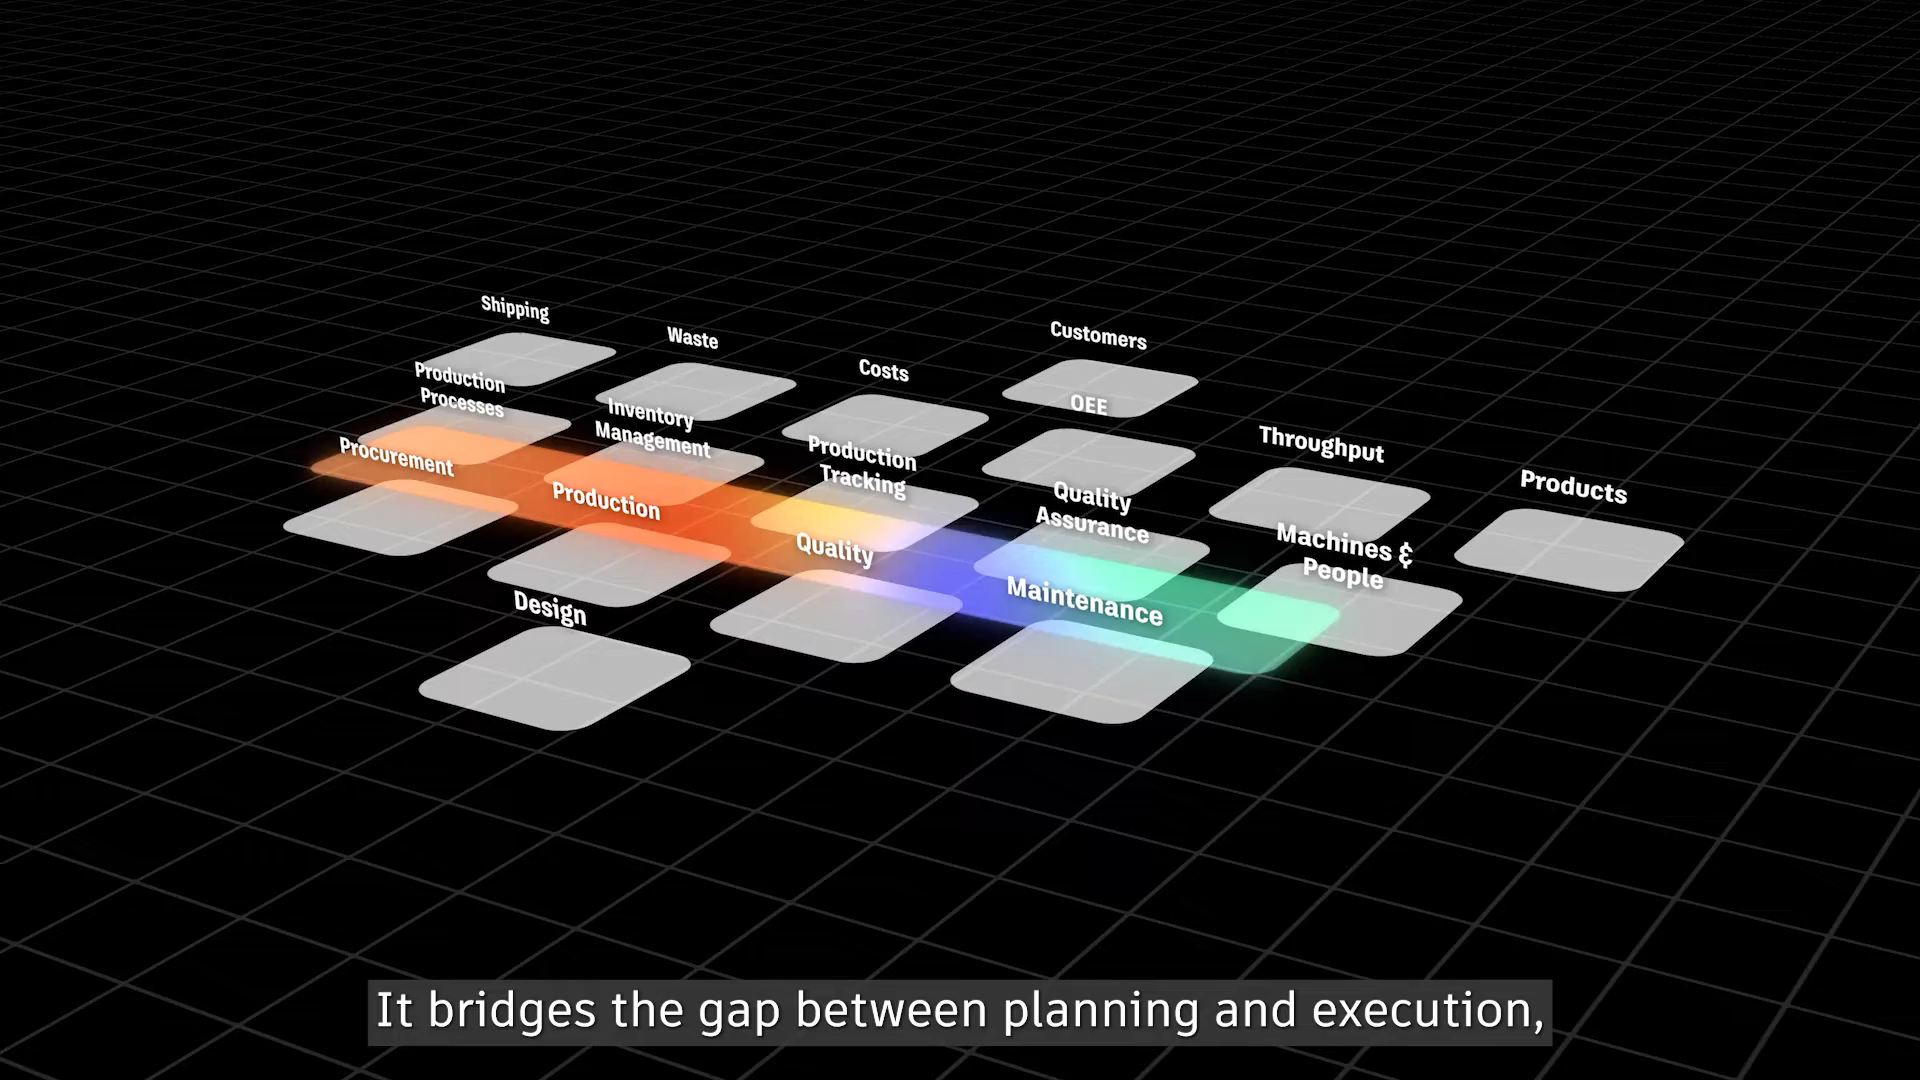 Shipping
Waste
Customers
Costs
Production
Processes
Inventory
Management
OEE
Throughput
Procurement
Production
Production
Tracking
Quality
Assurance
Products
Machines &
People
Quality
Maintenance
Design
It bridges the gap between planning and execution,